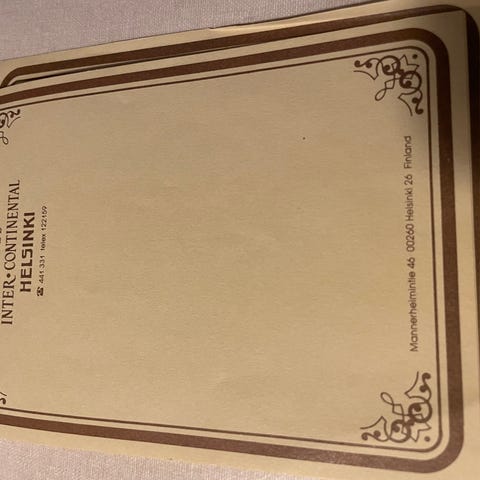 INTER • CONTINENTAL
HELSINKI
☎ 441 331 telex 122159
Mannerheimintie 46 00260 Helsinki 26 Finland